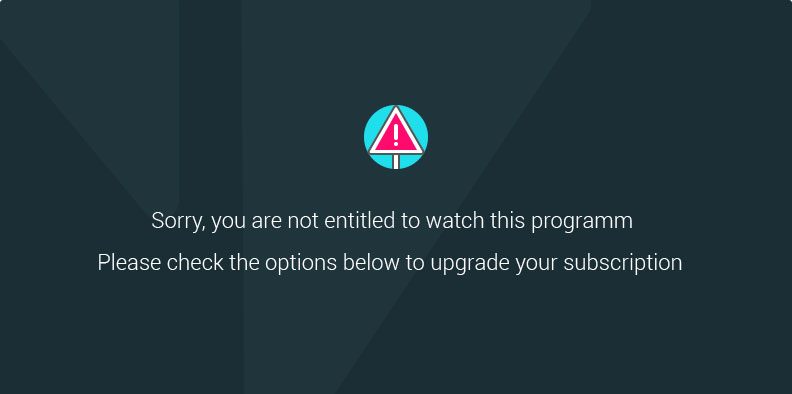 Sorry, you are not entitled to watch this programm
Please check the options below to upgrade your subscription